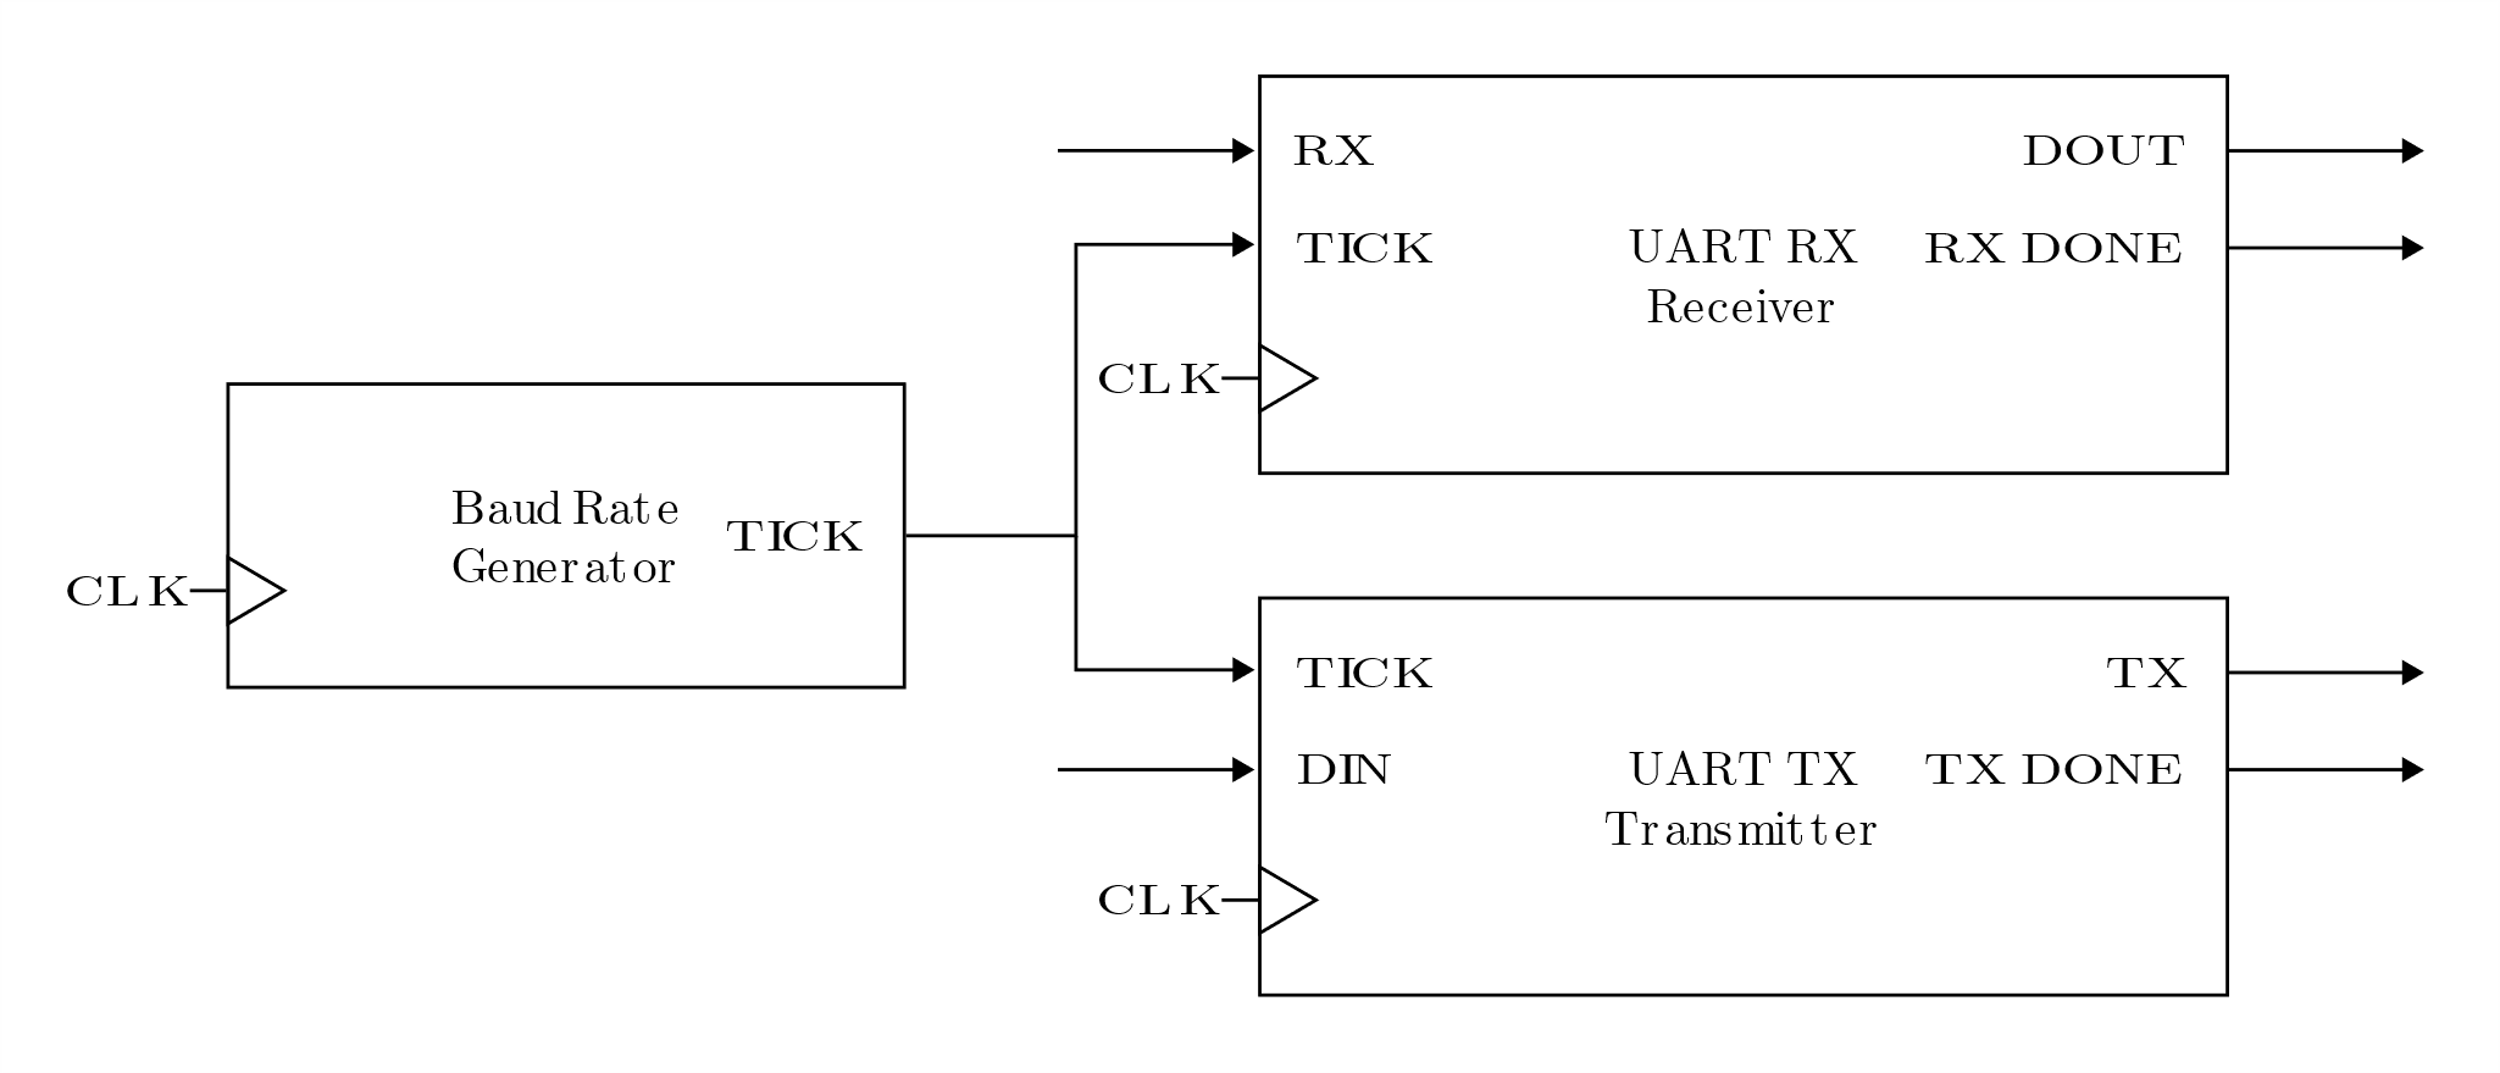 RX
DOUT
TICK
UART RX
RX DONE
Receiver
CLK
Baud Rate
TICK
Generator
CLK
TICK
TX
DIN
UART TX
TX DONE
Transmitter
CLK